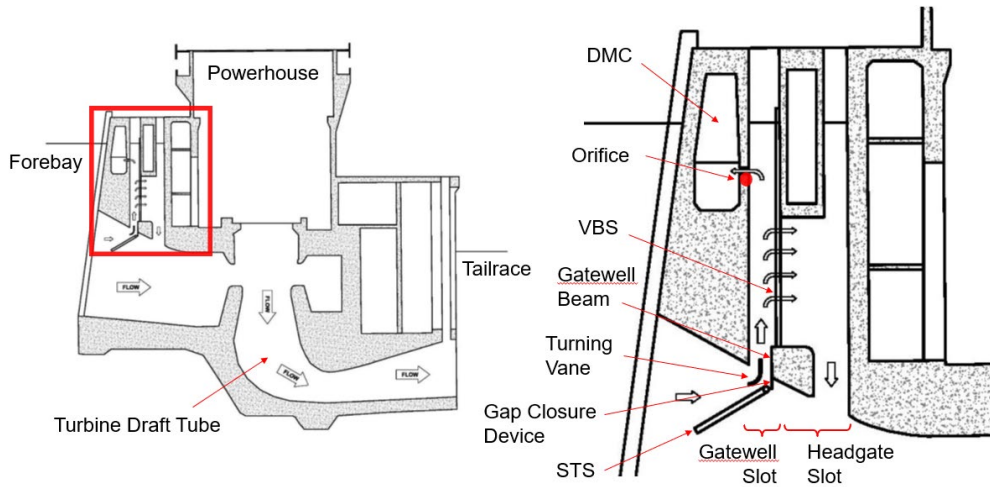 Powerhouse
Forebay
FLOW
FLOW
FLOW
FLOW
Tailrace
Turbine Draft Tube
DMC
Orifice
VBS
Gatewell
Beam
Turning
Vane
Gap Closure
Device
STS
Gatewell
Slot
Headgate
Slot